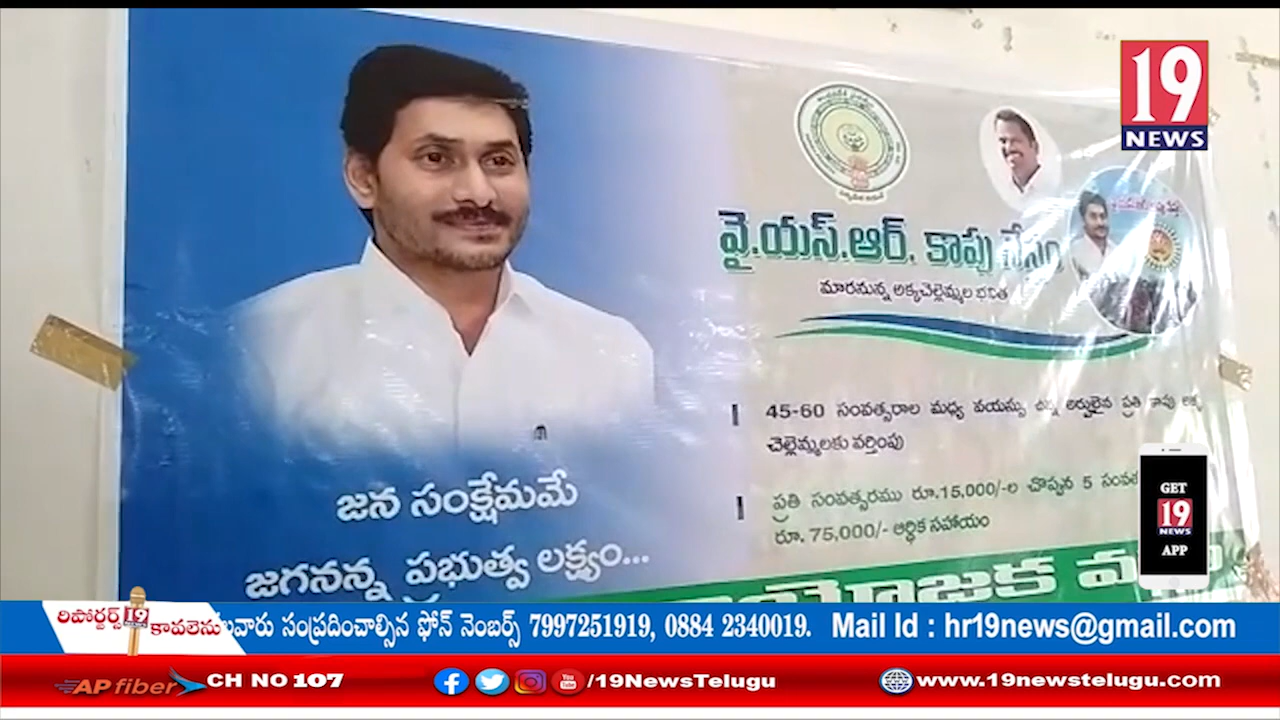 19
NEWS
వై.యస్.ఆర్. కాపు నేస్తం
మారనున్న అక్కచెల్లెమ్మల భవిత
45-60 సంవత్సరాల మధ్య వయస్సు ఉన్న అర్హులైన ప్రతి కాపు అక్క
చెల్లెమ్మలకు వర్తింపు
ప్రతి సంవత్సరము రూ.15,000/-ల చొప్పన 5
రూ. 75,000/- ఆర్థిక సహాయం
జన సంక్షేమమే
జగనన్న ప్రభుత్వ లక్ష్యం...
GET
19
NEWS
APP
రిపోర్టర్స్ 19
కావలెను
సంప్రదించాల్సిన ఫోన్ నెంబర్స్ 7997251919, 0884 2340019. Mail Id : hr19news@gmail.com
AP fiber CH NO 107 /19NewsTelugu www.19newstelugu.com